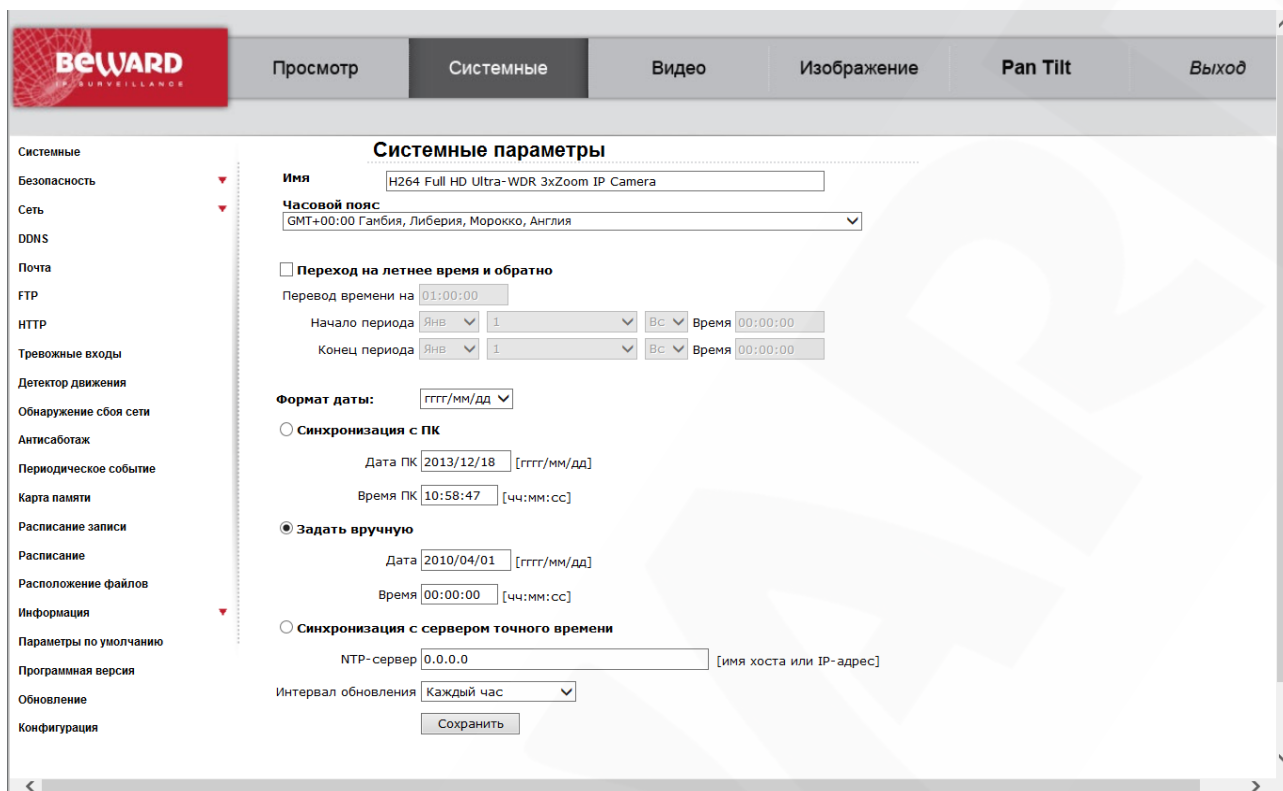 BEWARD
IP SURVEILLANCE
Просмотр
Системные
Видео
Изображение
Pan Tilt
Выход
Системные
Безопасность
Сеть
DDNS
Почта
FTP
HTTP
Тревожные входы
Детектор движения
Обнаружение сбоя сети
Антисаботаж
Периодическое событие
Карта памяти
Расписание записи
Расписание
Расположение файлов
Информация
Параметры по умолчанию
Программная версия
Обновление
Конфигурация
Системные параметры
Имя H264 Full HD Ultra-WDR 3xZoom IP Camera
Часовой пояс
GMT+00:00 Гамбия, Либерия, Морокко, Англия
Переход на летнее время и обратно
Перевод времени на 01:00:00
Начало периода Янв 1 Вс Время 00:00:00
Конец периода Янв 1 Вс Время 00:00:00
Формат даты: гггг/мм/дд
Синхронизация с ПК
Дата ПК 2013/12/18 [гггг/мм/дд]
Время ПК 10:58:47 [чч:мм:сс]
Задать вручную
Дата 2010/04/01 [гггг/мм/дд]
Время 00:00:00 [чч:мм:сс]
Синхронизация с сервером точного времени
NTP-сервер 0.0.0.0 [имя хоста или IP-адрес]
Интервал обновления Каждый час
Сохранить